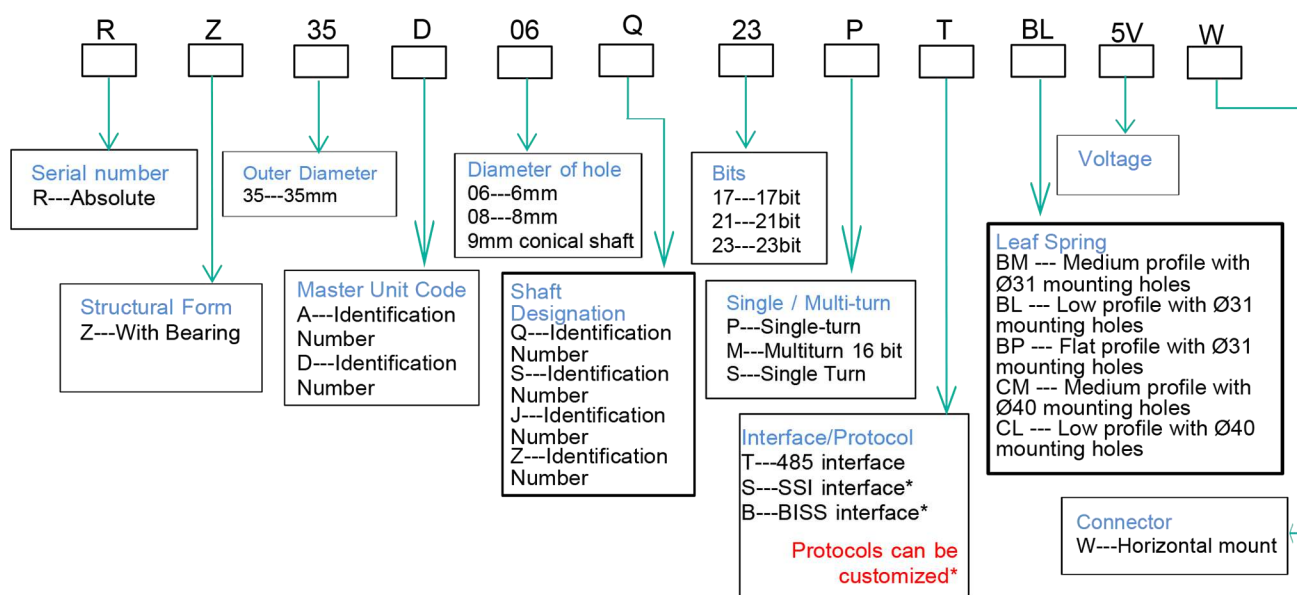 R Z 35 D 06 Q 23 P T BL 5V W
Serial number
R---Absolute
Outer Diameter
35---35mm
Diameter of hole
06---6mm
08---8mm
9mm conical shaft
Bits
17---17bit
21---21bit
23---23bit
Voltage
Structural Form
Z---With Bearing
Master Unit Code
A---Identification
Number
D---Identification
Number
Shaft
Designation
Q---Identification
Number
S---Identification
Number
J---Identification
Number
Z---Identification
Number
Single / Multi-turn
P---Single-turn
M---Multiturn 16 bit
S---Single Turn
Leaf Spring
BM --- Medium profile with
Ø31 mounting holes
BL --- Low profile with Ø31
mounting holes
BP --- Flat profile with Ø31
mounting holes
CM --- Medium profile with
Ø40 mounting holes
CL --- Low profile with Ø40
mounting holes
Interface/Protocol
T---485 interface
S---SSI interface*
B---BISS interface*
Protocols can be
customized*
Connector
W---Horizontal mount